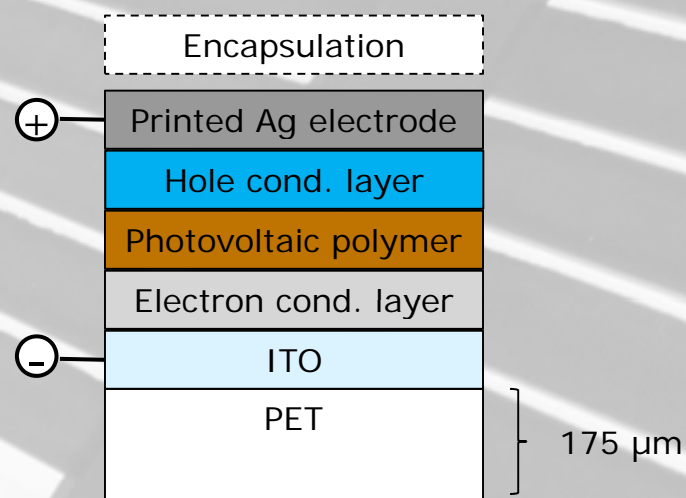 Encapsulation
+
Printed Ag electrode
Hole cond. layer
Photovoltaic polymer
Electron cond. layer
-
ITO
PET
175 µm